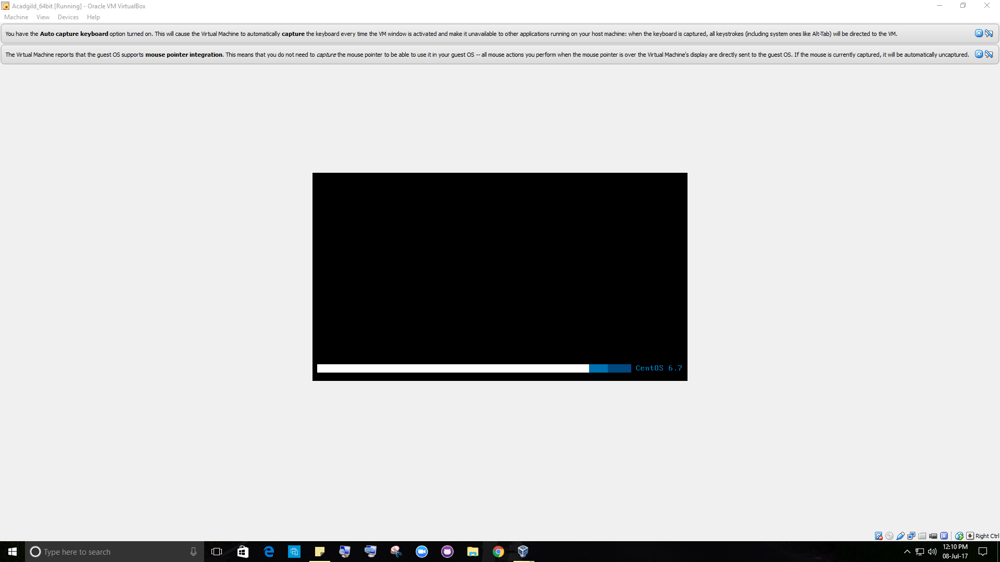 Acadgild_64bit [Running] - Oracle VM VirtualBox
Machine View Devices Help
You have the Auto capture keyboard option turned on. This will cause the Virtual Machine to automatically capture the keyboard every time the VM window is activated and make it unavailable to other applications running on your host machine: when the keyboard is captured, all keystrokes (including system ones like Alt-Tab) will be directed to the VM.
The Virtual Machine reports that the guest OS supports mouse pointer integration. This means that you do not need to capture the mouse pointer to be able to use it in your guest OS -- all mouse actions you perform when the mouse pointer is over the Virtual Machine's display are directly sent to the guest OS. If the mouse is currently captured, it will be automatically uncaptured.
CentOS 6.7
Right Ctrl
Type here to search
12:10 PM
08-Jul-17